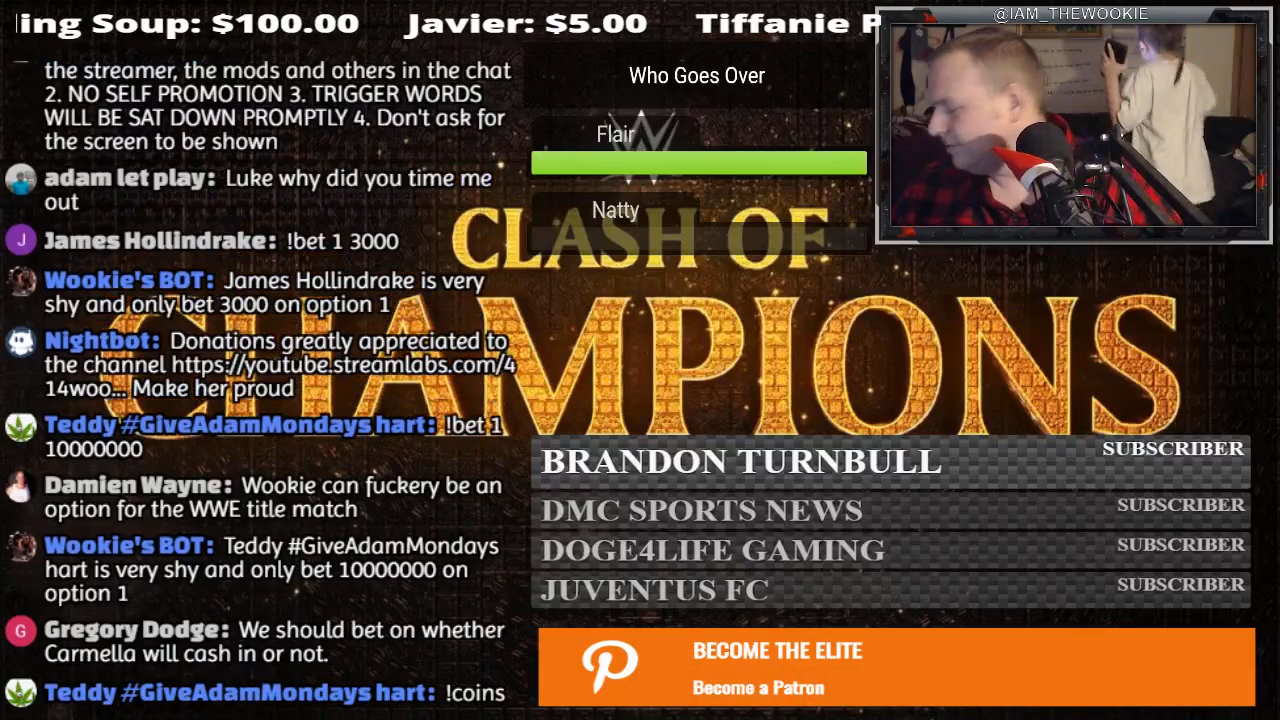 ling Soup: $100.00 Javier: $5.00 Tiffanie P
@IAM_THEWOOKIE
the streamer, the mods and others in the chat
2. NO SELF PROMOTION 3. TRIGGER WORDS
WILL BE SAT DOWN PROMPTLY 4. Don't ask for
the screen to be shown
adam let play: Luke why did you time me
out
James Hollindrake: !bet 1 3000
Wookie's BOT: James Hollindrake is very
shy and only bet 3000 on option 1
Nightbot: Donations greatly appreciated to
the channel https://youtube.streamlabs.com/4
14woo... Make her proud
Teddy #GiveAdamMondays hart: !bet 1
10000000
Damien Wayne: Wookie can fuckery be an
option for the WWE title match
Wookie's BOT: Teddy #GiveAdamMondays
hart is very shy and only bet 10000000 on
option 1
Gregory Dodge: We should bet on whether
Carmella will cash in or not.
Teddy #GiveAdamMondays hart: !coins
Who Goes Over
Flair
Natty
CLASH OF
CHAMPIONS
BRANDON TURNBULL SUBSCRIBER
DMC SPORTS NEWS SUBSCRIBER
DOGE4LIFE GAMING SUBSCRIBER
JUVENTUS FC SUBSCRIBER
BECOME THE ELITE
Become a Patron